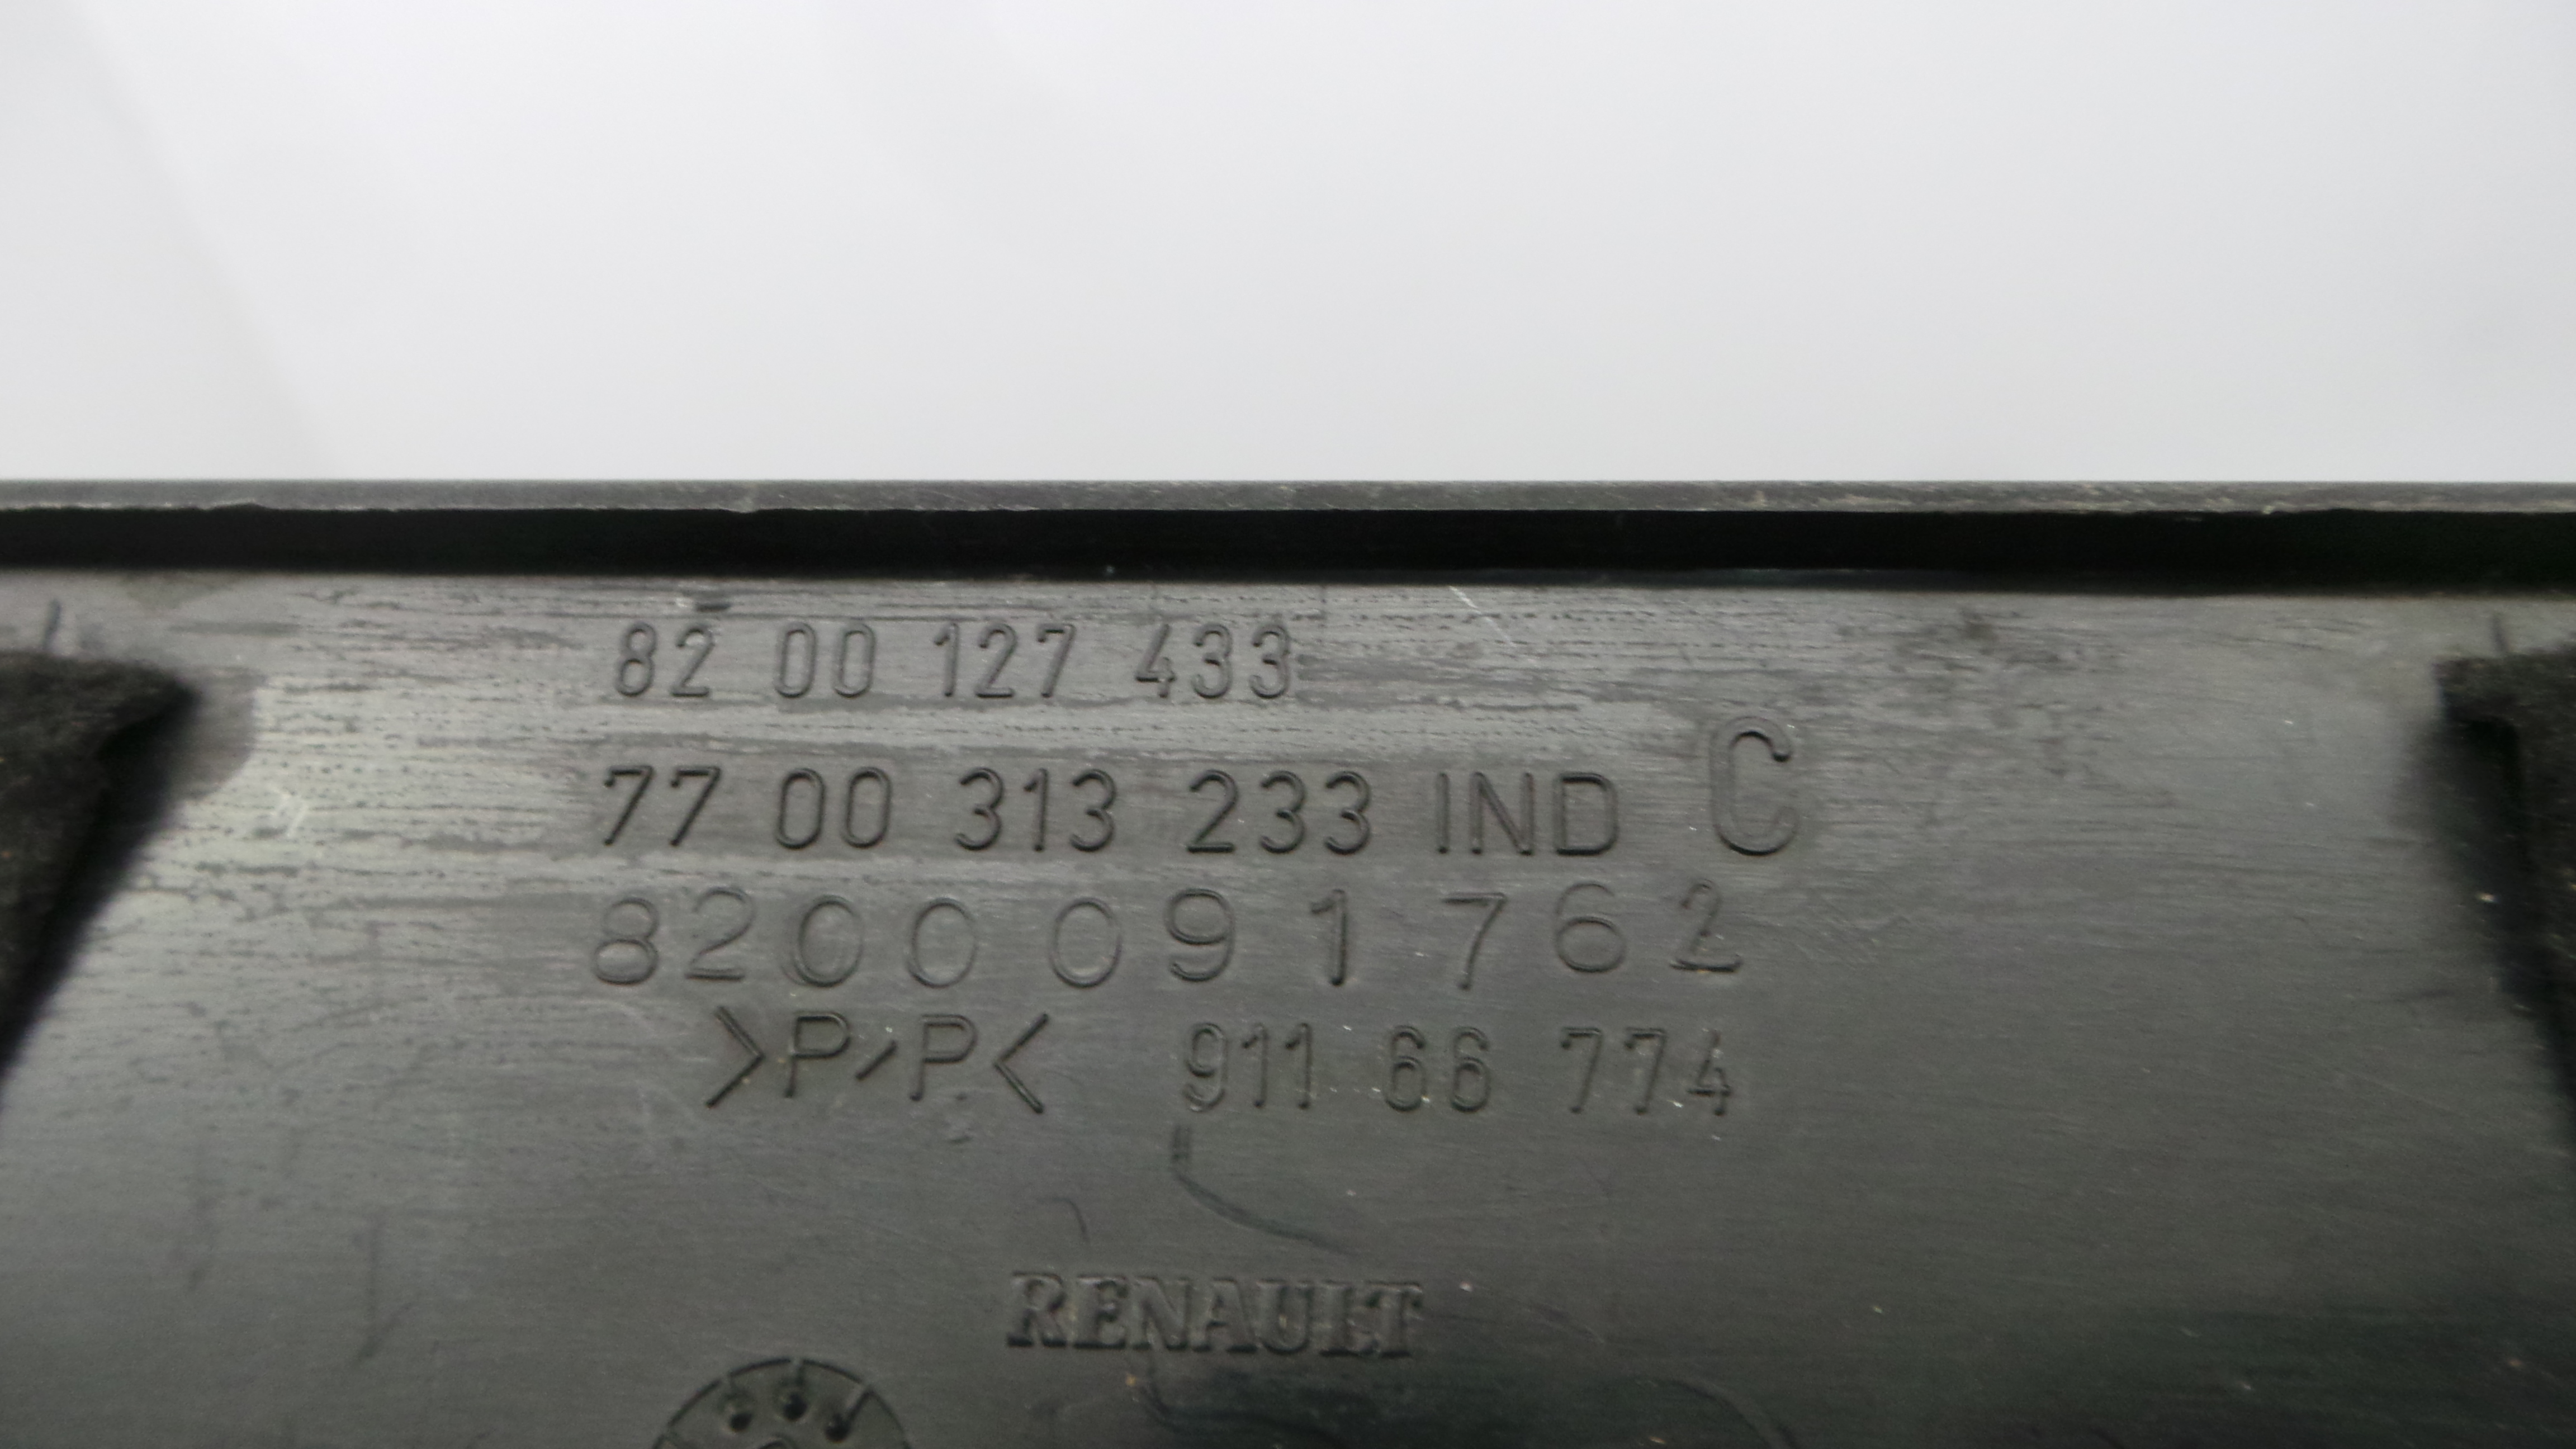 82 00 127 433
77 00 313 233 IND C
8200091762
>P/P< 911 66 774
RENAULT